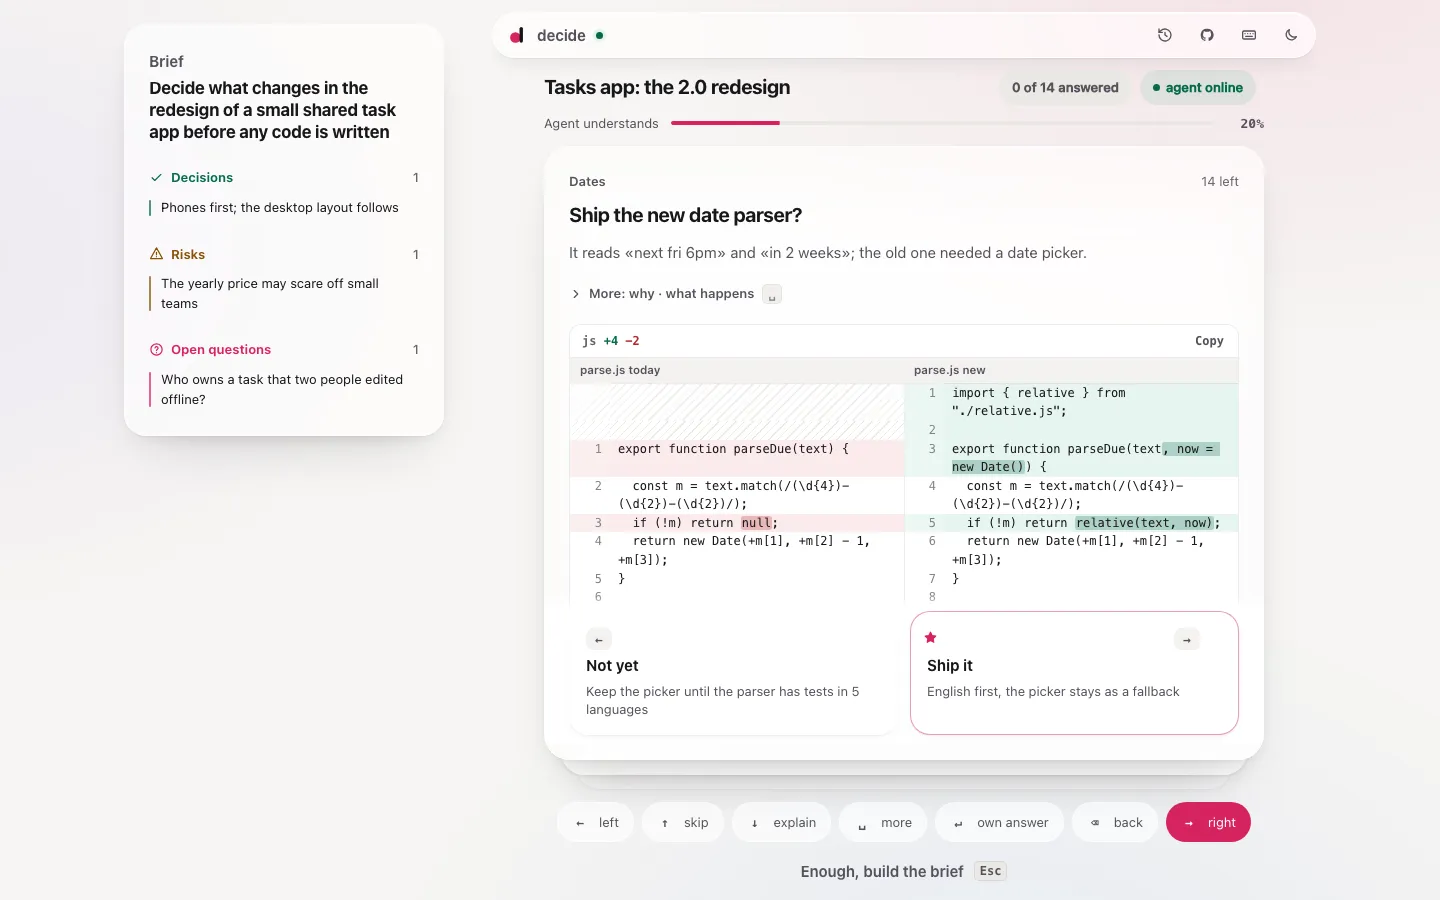 Brief
Decide what changes in the
redesign of a small shared task
app before any code is written
Decisions 1
Phones first; the desktop layout follows
Risks 1
The yearly price may scare off small
teams
Open questions 1
Who owns a task that two people edited
offline?
decide
Tasks app: the 2.0 redesign
0 of 14 answered
agent online
Agent understands
20%
Dates
14 left
Ship the new date parser?
It reads «next fri 6pm» and «in 2 weeks»; the old one needed a date picker.
More: why · what happens ␣
js +4 −2
Copy
parse.js today
1 export function parseDue(text) {
2 const m = text.match(/(\d{4})-
(\d{2})-(\d{2})/);
3 if (!m) return null;
4 return new Date(+m[1], +m[2] - 1,
+m[3]);
5 }
6
parse.js new
1 import { relative } from
"./relative.js";
2
3 export function parseDue(text, now =
new Date()) {
4 const m = text.match(/(\d{4})-
(\d{2})-(\d{2})/);
5 if (!m) return relative(text, now);
6 return new Date(+m[1], +m[2] - 1,
+m[3]);
7 }
8
←
Not yet
Keep the picker until the parser has tests in 5
languages
→
Ship it
English first, the picker stays as a fallback
← left
↑ skip
↓ explain
␣ more
↵ own answer
⌫ back
→ right
Enough, build the brief Esc